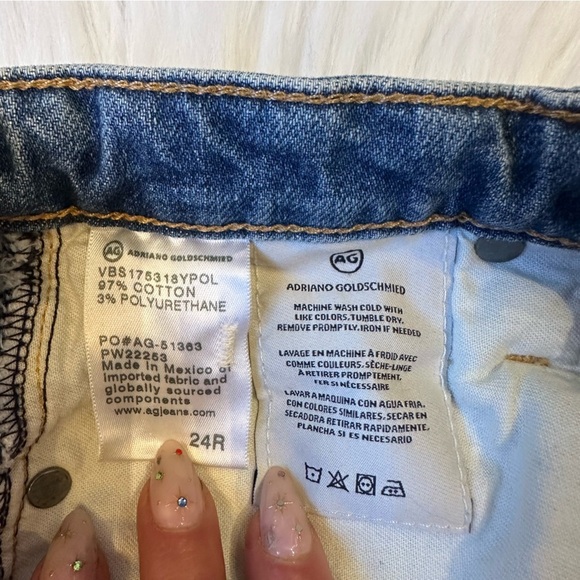 AG ADRIANO GOLDSCHMIED
VBS175318YPOL
97% COTTON
3% POLYURETHANE
PO#AG-51363
PW22253
Made in Mexico of
imported fabric and
globally sourced
components
www.agjeans.com
24R
AG
ADRIANO GOLDSCHMIED
MACHINE WASH COLD WITH
LIKE COLORS. TUMBLE DRY.
REMOVE PROMPTLY. IRON IF NEEDED
LAVAGE EN MACHINE À FROID AVEC
COMME COULEURS. SÈCHE-LINGE
À RETIRER PROMPTEMENT.
FER SI NÉCESSAIRE
LAVAR A MAQUINA CON AGUA FRIA.
CON COLORES SIMILARES. SECAR EN
SECADORA RETIRAR RAPIDAMENTE.
PLANCHA SI ES NECESSARIO